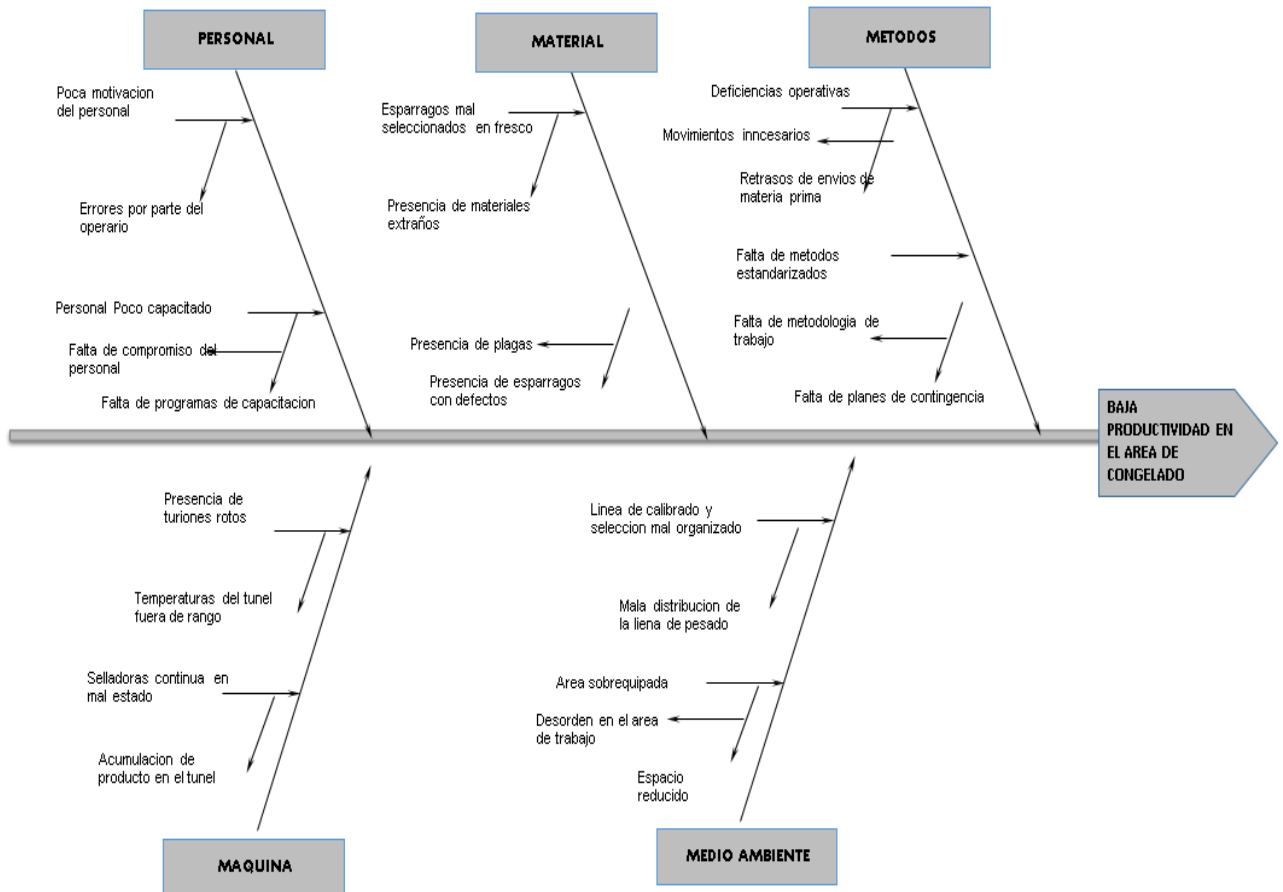 PERSONAL
MATERIAL
METODOS
Poca motivacion
del personal
Errores por parte del
operario
Personal Poco capacitado
Falta de compromiso del
personal
Falta de programas de capacitacion
Esparragos mal
seleccionados en fresco
Presencia de materiales
extraños
Presencia de plagas
Presencia de esparragos
con defectos
Deficiencias operativas
Movimientos inncesarios
Retrasos de envios de
materia prima
Falta de metodos
estandarizados
Falta de metodologia de
trabajo
Falta de planes de contingencia
BAJA
PRODUCTIVIDAD EN
EL AREA DE
CONGELADO
Presencia de
turiones rotos
Temperaturas del tunel
fuera de rango
Selladoras continua en
mal estado
Acumulacion de
producto en el tunel
Linea de calibrado y
seleccion mal organizado
Mala distribucion de
la liena de pesado
Area sobrequipada
Desorden en el area
de trabajo
Espacio
reducido
MAQUINA
MEDIO AMBIENTE